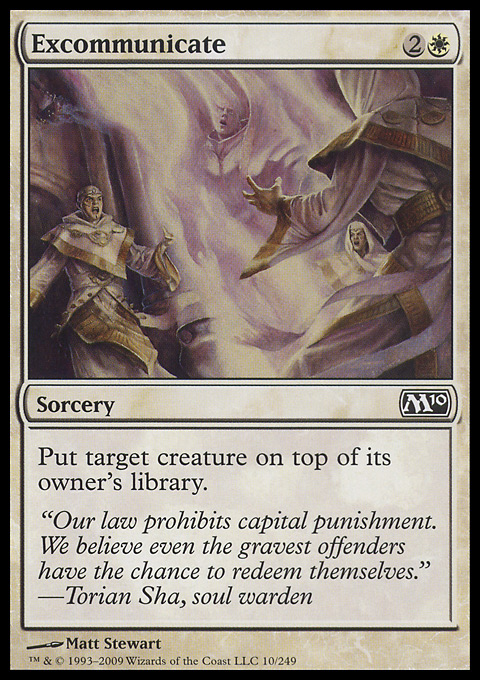 Excommunicate 2
Sorcery M10
Put target creature on top of its
owner's library.
“Our law prohibits capital punishment.
We believe even the gravest offenders
have the chance to redeem themselves.”
—Torian Sha, soul warden
Matt Stewart
™ & © 1993–2009 Wizards of the Coast LLC 10/249